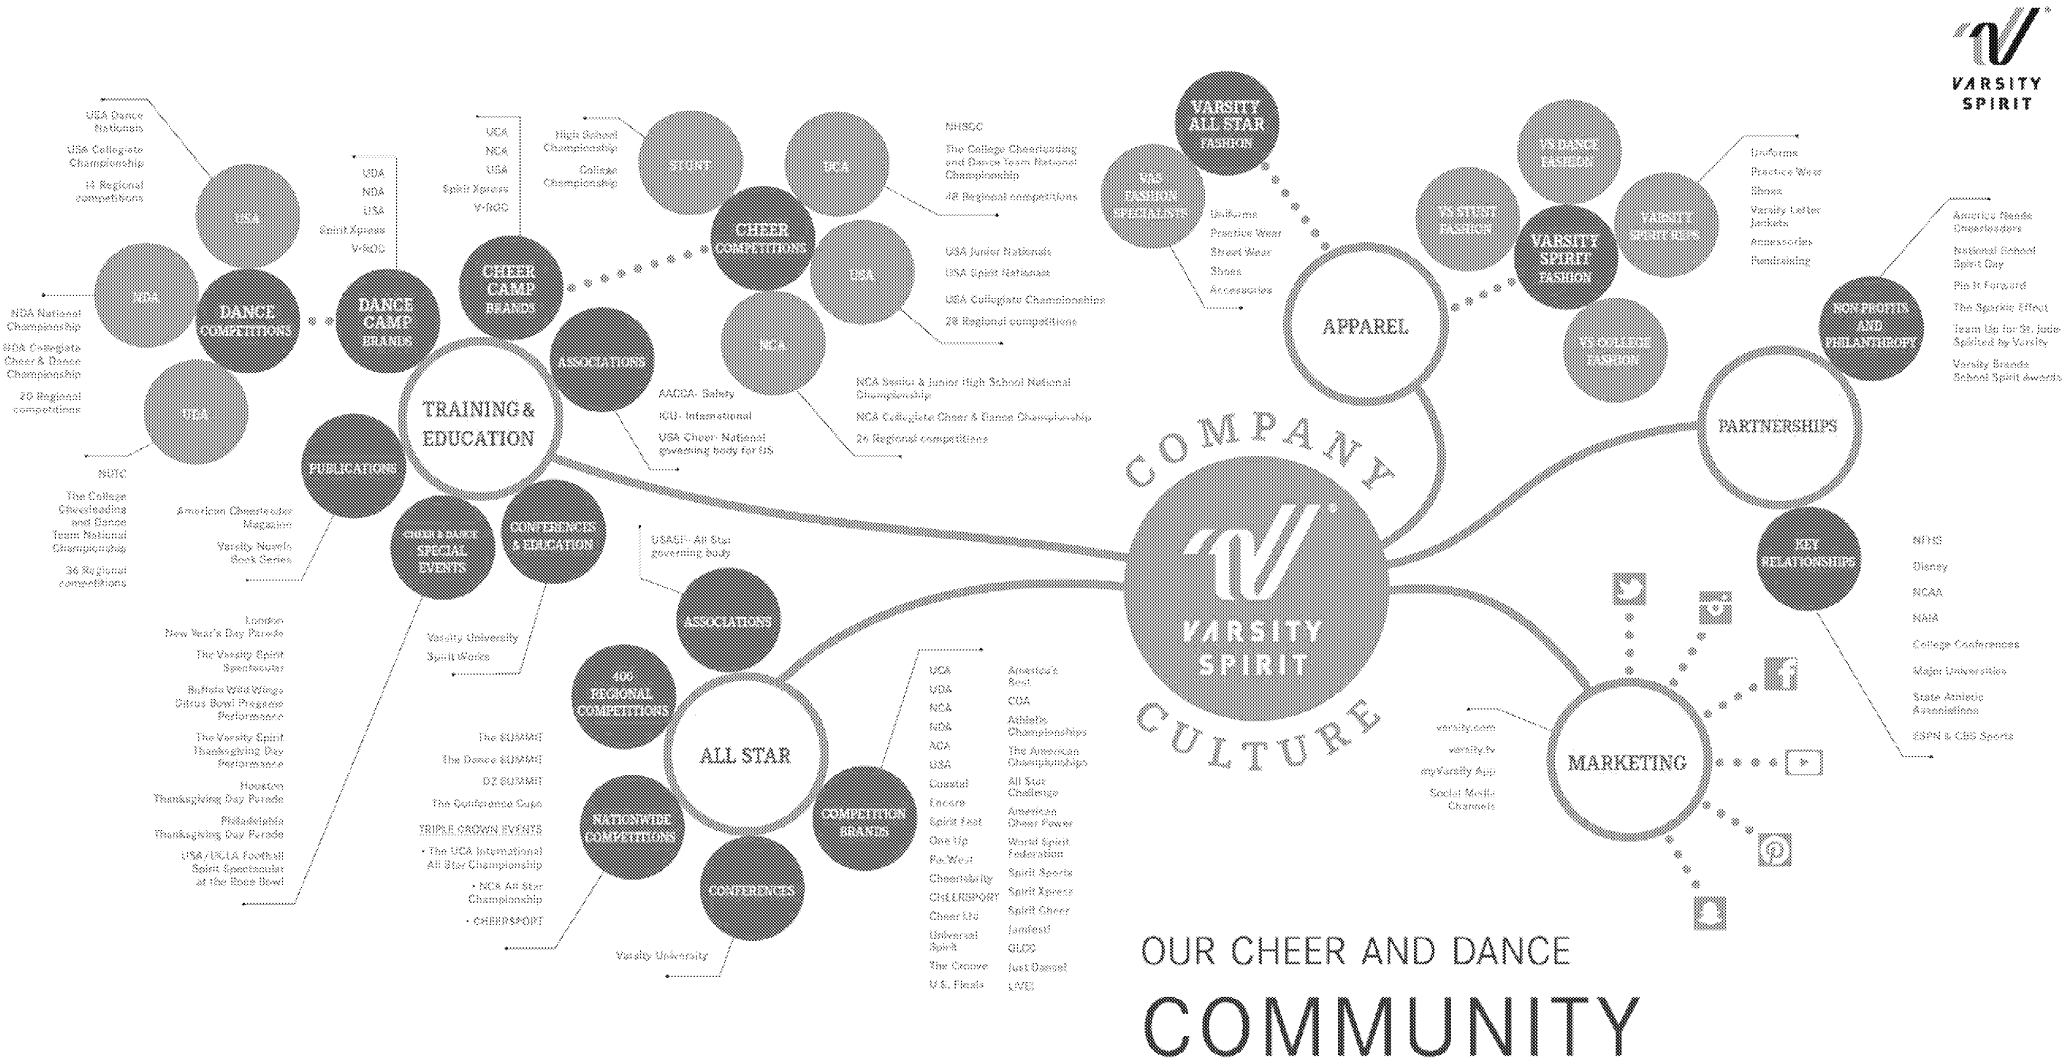 VARSITY
SPIRIT
USA Dance
Nationals
USA Collegiate
Championship
14 Regional
competitions
USA
NDA
NDA National
Championship
NDA Collegiate
Cheer & Dance
Championship
20 Regional
competitions
DANCE
COMPETITIONS
UDA
NUTC
The College
Cheerleading
and Dance
Team National
Championship
36 Regional
competitions
UDA
NDA
USA
Spirit Xpress
V-ROC
DANCE
CAMP
BRANDS
UCA
NCA
USA
Spirit Xpress
V-ROC
CHEER
CAMP
BRANDS
High School
Championship
College
Championship
STUNT
UCA
NHSCC
The College Cheerleading
and Dance Team National
Championship
48 Regional competitions
CHEER
COMPETITIONS
USA
USA Junior Nationals
USA Spirit Nationals
USA Collegiate Championships
28 Regional competitions
NCA
NCA Senior & Junior High School National
Championship
NCA Collegiate Cheer & Dance Championship
26 Regional competitions
ASSOCIATIONS
AACCA- Safety
ICU- International
USA Cheer- National
governing body for US
TRAINING &
EDUCATION
PUBLICATIONS
American Cheerleader
Magazine
Varsity Novels
Book Series
CHEER & DANCE
SPECIAL
EVENTS
London
New Year's Day Parade
The Varsity Spirit
Spectacular
Buffalo Wild Wings
Citrus Bowl Pregame
Performance
The Varsity Spirit
Thanksgiving Day
Performance
Houston
Thanksgiving Day Parade
Philadelphia
Thanksgiving Day Parade
USA/UCLA Football
Spirit Spectacular
at the Rose Bowl
CONFERENCES
& EDUCATION
Varsity University
Spirit Works
USASF- All Star
governing body
ASSOCIATIONS
406
REGIONAL
COMPETITIONS
ALL STAR
NATIONWIDE
COMPETITIONS
The SUMMIT
The Dance SUMMIT
D2 SUMMIT
The Conference Cups
TRIPLE CROWN EVENTS
• The UCA International
All Star Championship
• NCA All Star
Championship
• CHEERSPORT
CONFERENCES
Varsity University
COMPETITION
BRANDS
UCA
UDA
NCA
NDA
ACA
USA
Coastal
Encore
Spirit Fest
One Up
PacWest
Cheerlebrity
CHEERSPORT
Cheer Ltd
Universal
Spirit
The Groove
U.S. Finals
America's
Best
COA
Athletic
Championships
The American
Championships
All Star
Challenge
American
Cheer Power
World Spirit
Federation
Spirit Sports
Spirit Xpress
Spirit Cheer
Jamfest!
GLCC
Just Dance!
LIVE!
VARSITY
ALL STAR
FASHION
VAS
FASHION
SPECIALISTS
Uniforms
Practice Wear
Street Wear
Shoes
Accessories
APPAREL
VS DANCE
FASHION
VS STUNT
FASHION
VARSITY
SPIRIT
FASHION
VARSITY
SPIRIT REPS
VS COLLEGE
FASHION
Uniforms
Practice Wear
Shoes
Varsity Letter
Jackets
Accessories
Fundraising
COMPANY
VARSITY
SPIRIT
CULTURE
PARTNERSHIPS
NON PROFITS
AND
PHILANTHROPY
America Needs
Cheerleaders
National School
Spirit Day
Pin It Forward
The Sparkle Effect
Team Up for St. Jude
Spirited by Varsity
Varsity Brands
School Spirit Awards
KEY
RELATIONSHIPS
NFHS
Disney
NCAA
NAIA
College Conferences
Major Universities
State Athletic
Associations
ESPN & CBS Sports
MARKETING
varsity.com
varsity.tv
myVarsity App
Social Media
Channels
OUR CHEER AND DANCE
COMMUNITY